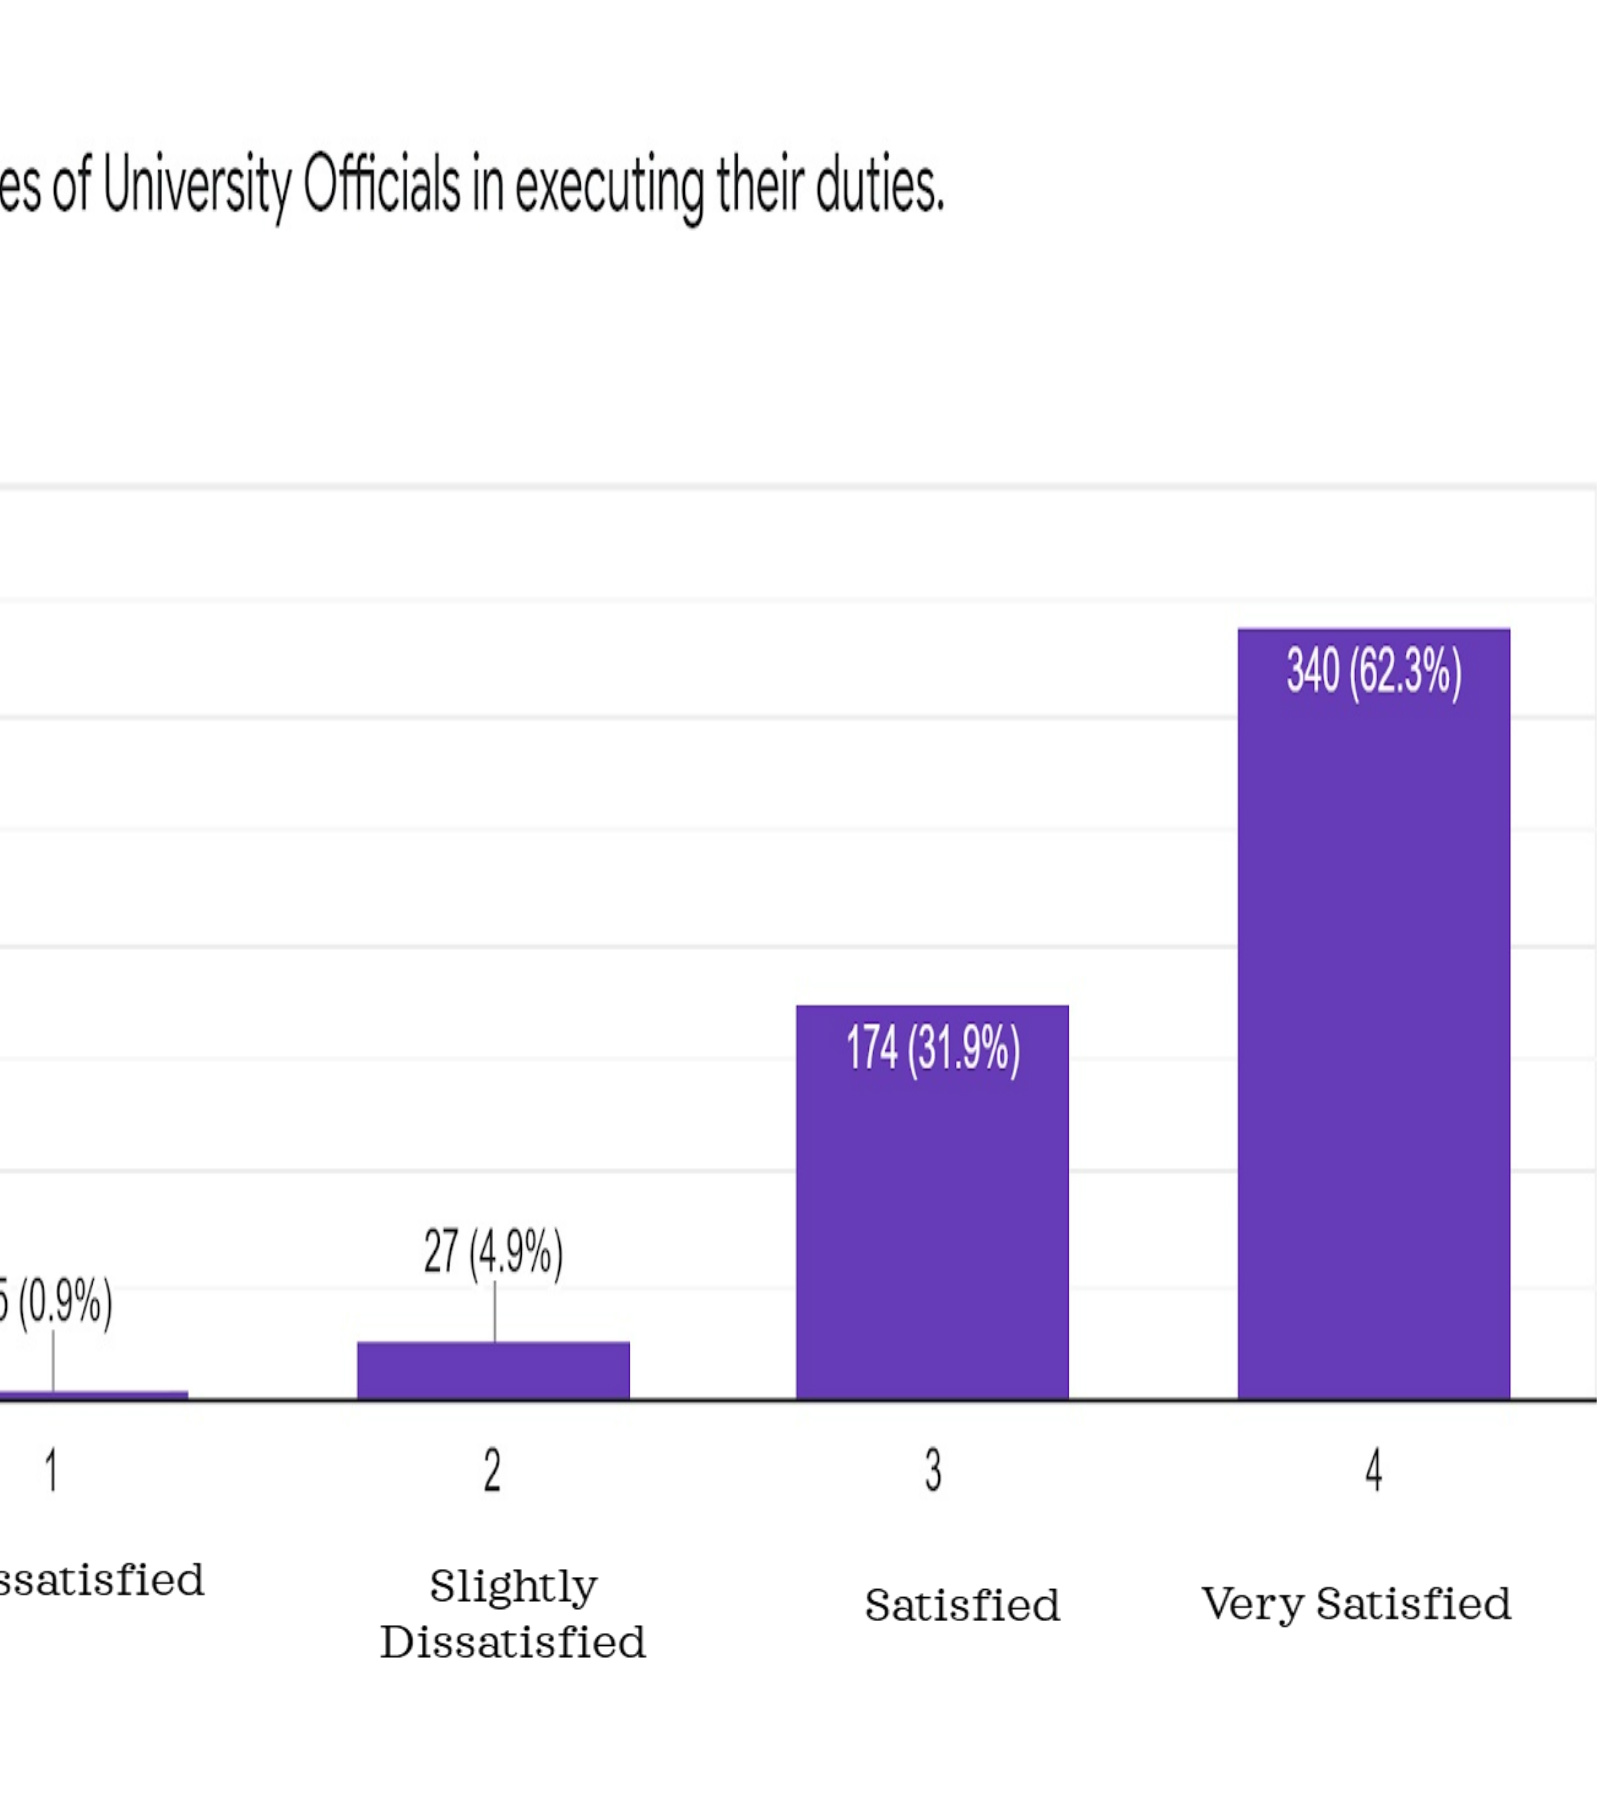 es of University Officials in executing their duties.
340 (62.3%)
174 (31.9%)
27 (4.9%)
5 (0.9%)
1
2
3
4
ssatisfied
Slightly
Dissatisfied
Satisfied
Very Satisfied